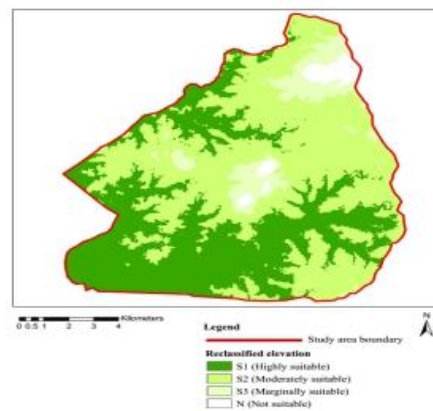 0 0.5 1 2 3 4 Kilometers
N
Legend
Study area boundary
Reclassified elevation
S1 (Highly suitable)
S2 (Moderately suitable)
S3 (Marginally suitable)
N (Not suitable)